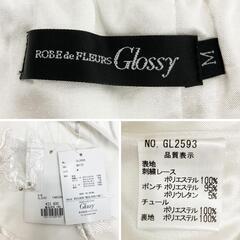 ROBE de FLEURS Glossy
M
Glossy
NO. GL2593
品質表示
表地
刺繍レース
ポリエステル 100%
ポンチ ポリエステル 95%
ポリウレタン 5%
チュール
ポリエステル 100%
裏地 ポリエステル 100%